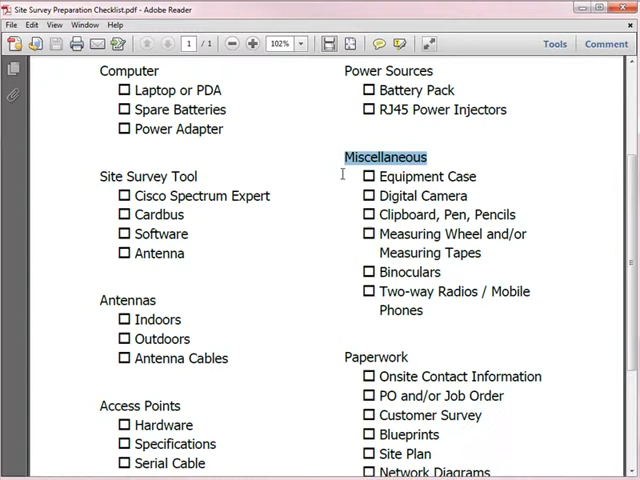 Site Survey Preparation Checklist.pdf - Adobe Reader
File Edit View Window Help
1 / 1 102% Tools Comment
Computer
Laptop or PDA
Spare Batteries
Power Adapter
Site Survey Tool
Cisco Spectrum Expert
Cardbus
Software
Antenna
Antennas
Indoors
Outdoors
Antenna Cables
Access Points
Hardware
Specifications
Serial Cable
Power Sources
Battery Pack
RJ45 Power Injectors
Miscellaneous
Equipment Case
Digital Camera
Clipboard, Pen, Pencils
Measuring Wheel and/or
Measuring Tapes
Binoculars
Two-way Radios / Mobile
Phones
Paperwork
Onsite Contact Information
PO and/or Job Order
Customer Survey
Blueprints
Site Plan
Network Diagrams